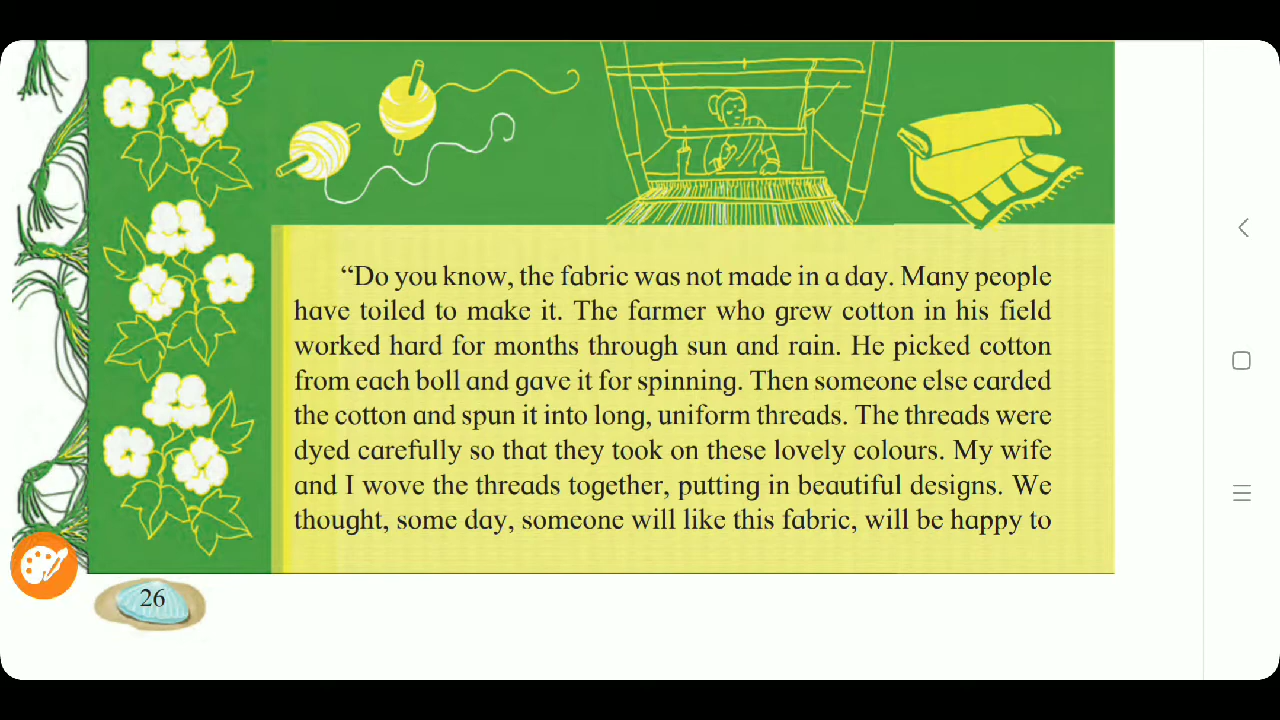 “Do you know, the fabric was not made in a day. Many people
have toiled to make it. The farmer who grew cotton in his field
worked hard for months through sun and rain. He picked cotton
from each boll and gave it for spinning. Then someone else carded
the cotton and spun it into long, uniform threads. The threads were
dyed carefully so that they took on these lovely colours. My wife
and I wove the threads together, putting in beautiful designs. We
thought, some day, someone will like this fabric, will be happy to
26